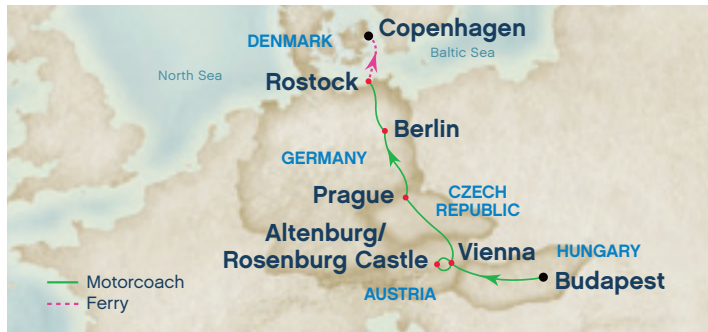 Copenhagen
DENMARK
Baltic Sea
North Sea
Rostock
Berlin
GERMANY
Prague
CZECH
REPUBLIC
Altenburg/
Rosenburg Castle
Vienna
HUNGARY
Budapest
AUSTRIA
Motorcoach
Ferry